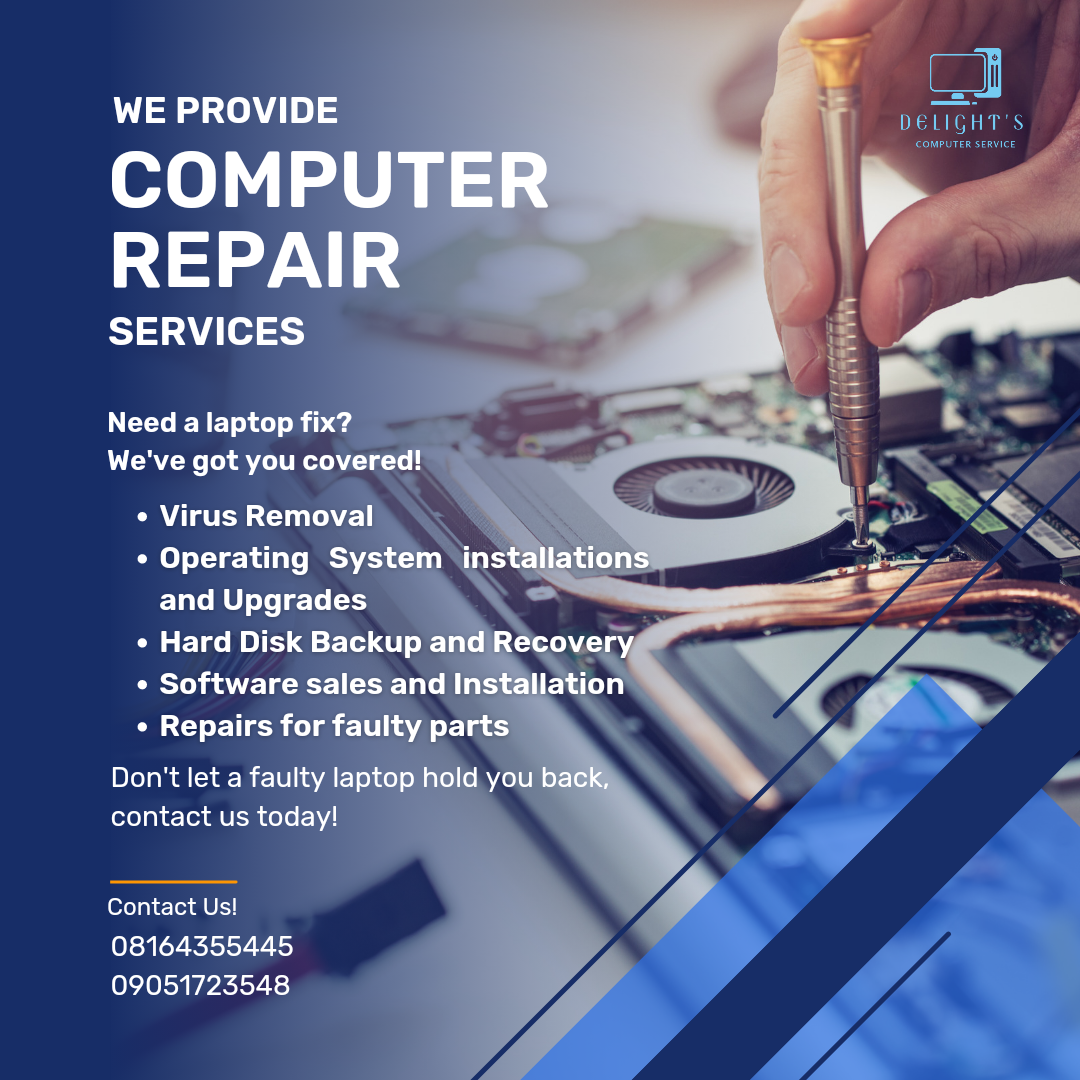 DELIGHT'S
COMPUTER SERVICE
WE PROVIDE
COMPUTER
REPAIR
SERVICES
Need a laptop fix?
We've got you covered!
• Virus Removal
• Operating System installations
and Upgrades
• Hard Disk Backup and Recovery
• Software sales and Installation
• Repairs for faulty parts
Don't let a faulty laptop hold you back,
contact us today!
Contact Us!
08164355445
09051723548